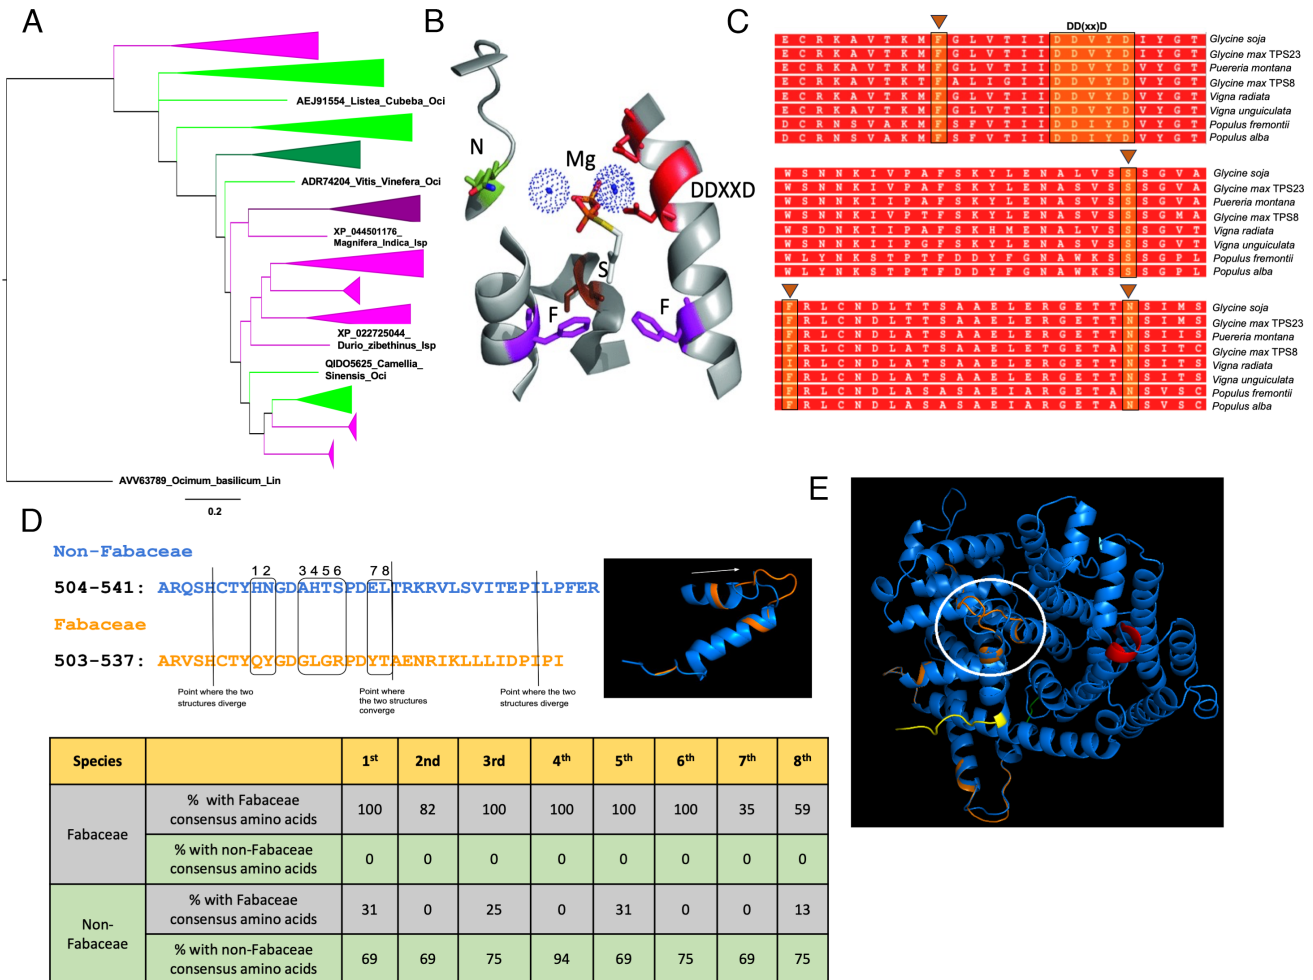 A
AEJ91554_Listea_Cubeba_Oci
ADR74204_Vitis_Vinefera_Oci
XP_044501176_
Magnifera_Indica_Isp
XP_022725044_
Durio_zibethinus_Isp
QIDO5625_Camellia_
Sinensis_Oci
AVV63789_Ocimum_basilicum_Lin
0.2
B
N
Mg
DDXXD
S
F
F
C
DD(xx)D
E C R K A V T K M F G L V T I I D D V Y D I Y G T Glycine soja
E C R K A V T K M F G L V T I I D D V Y D I Y G T Glycine max TPS23
E C R K A V T K M F G L V T I I D D V Y D V Y G T Puereria montana
E C R K A V T K T F A L I G I I D D V Y D V Y G T Glycine max TPS8
E C R K A V T K M F G L V T I I D D V Y D V Y G T Vigna radiata
E C R K A V T K M F G L V T I I D D V Y D V Y G T Vigna unguiculata
D C R N S V A K M F S F V T I I D D I Y D V Y G T Populus fremontii
D C R N S V A K M F S F V T I I D D I Y D V Y G T Populus alba
W S N N K I V P A F S K Y L E N A L V S S S G V A Glycine soja
W S N N K I V P A F S K Y L E N A L V S S S G V A Glycine max TPS23
W S N N K I I P A F S K Y L E N A S V S S S G V A Puereria montana
W S N N K I V P T F S K Y L E N A L V S S S G M A Glycine max TPS8
W S D N K I I P A F S K H M E N A L V S S S G V T Vigna radiata
W S N N K I I P G F S K Y L E N A S V S S S G V T Vigna unguiculata
W L Y N K S T P T F D D Y F G N A W K S S S G P L Populus fremontii
W L Y N K S T P T F D D Y F G N A W K S S S G P L Populus alba
F R L C N D L T T S A A E L E R G E T T N S I M S Glycine soja
F R L C N D L T T S A A E L E R G E T T N S I M S Glycine max TPS23
F R L C N D L A T S A A E L E R G E T T N S I I S Puereria montana
F R L C N D L A T S A A E L E T G E T A N S I T C Glycine max TPS8
I R L C N D L A T S A A E L E R G E T T N S I T S Vigna radiata
F R L C N D L A T S A A E L E R G E T T N S I T S Vigna unguiculata
F R L C N D L A S A S A E I A R G E T A N S V S C Populus fremontii
F R L C N D L A S A S A E I A R G E T A N S V S C Populus alba
D
Non-Fabaceae
1 2 3 4 5 6 7 8
504-541: ARQSHCTYHNGDAHTSPDELTRKRVLSVITEPILPFER
Fabaceae
503-537: ARVSHCTYQYGDGLGRPDYTAENRIKLLLIDPIPI
Point where the two
structures diverge
Point where
the two structures
converge
Point where the two
structures diverge
Species 1st 2nd 3rd 4th 5th 6th 7th 8th
Fabaceae
% with Fabaceae
consensus amino acids
100 82 100 100 100 100 35 59
% with non-Fabaceae
consensus amino acids
0 0 0 0 0 0 0 0
Non-
Fabaceae
% with Fabaceae
consensus amino acids
31 0 25 0 31 0 0 13
% with non-Fabaceae
consensus amino acids
69 69 75 94 69 75 69 75
E